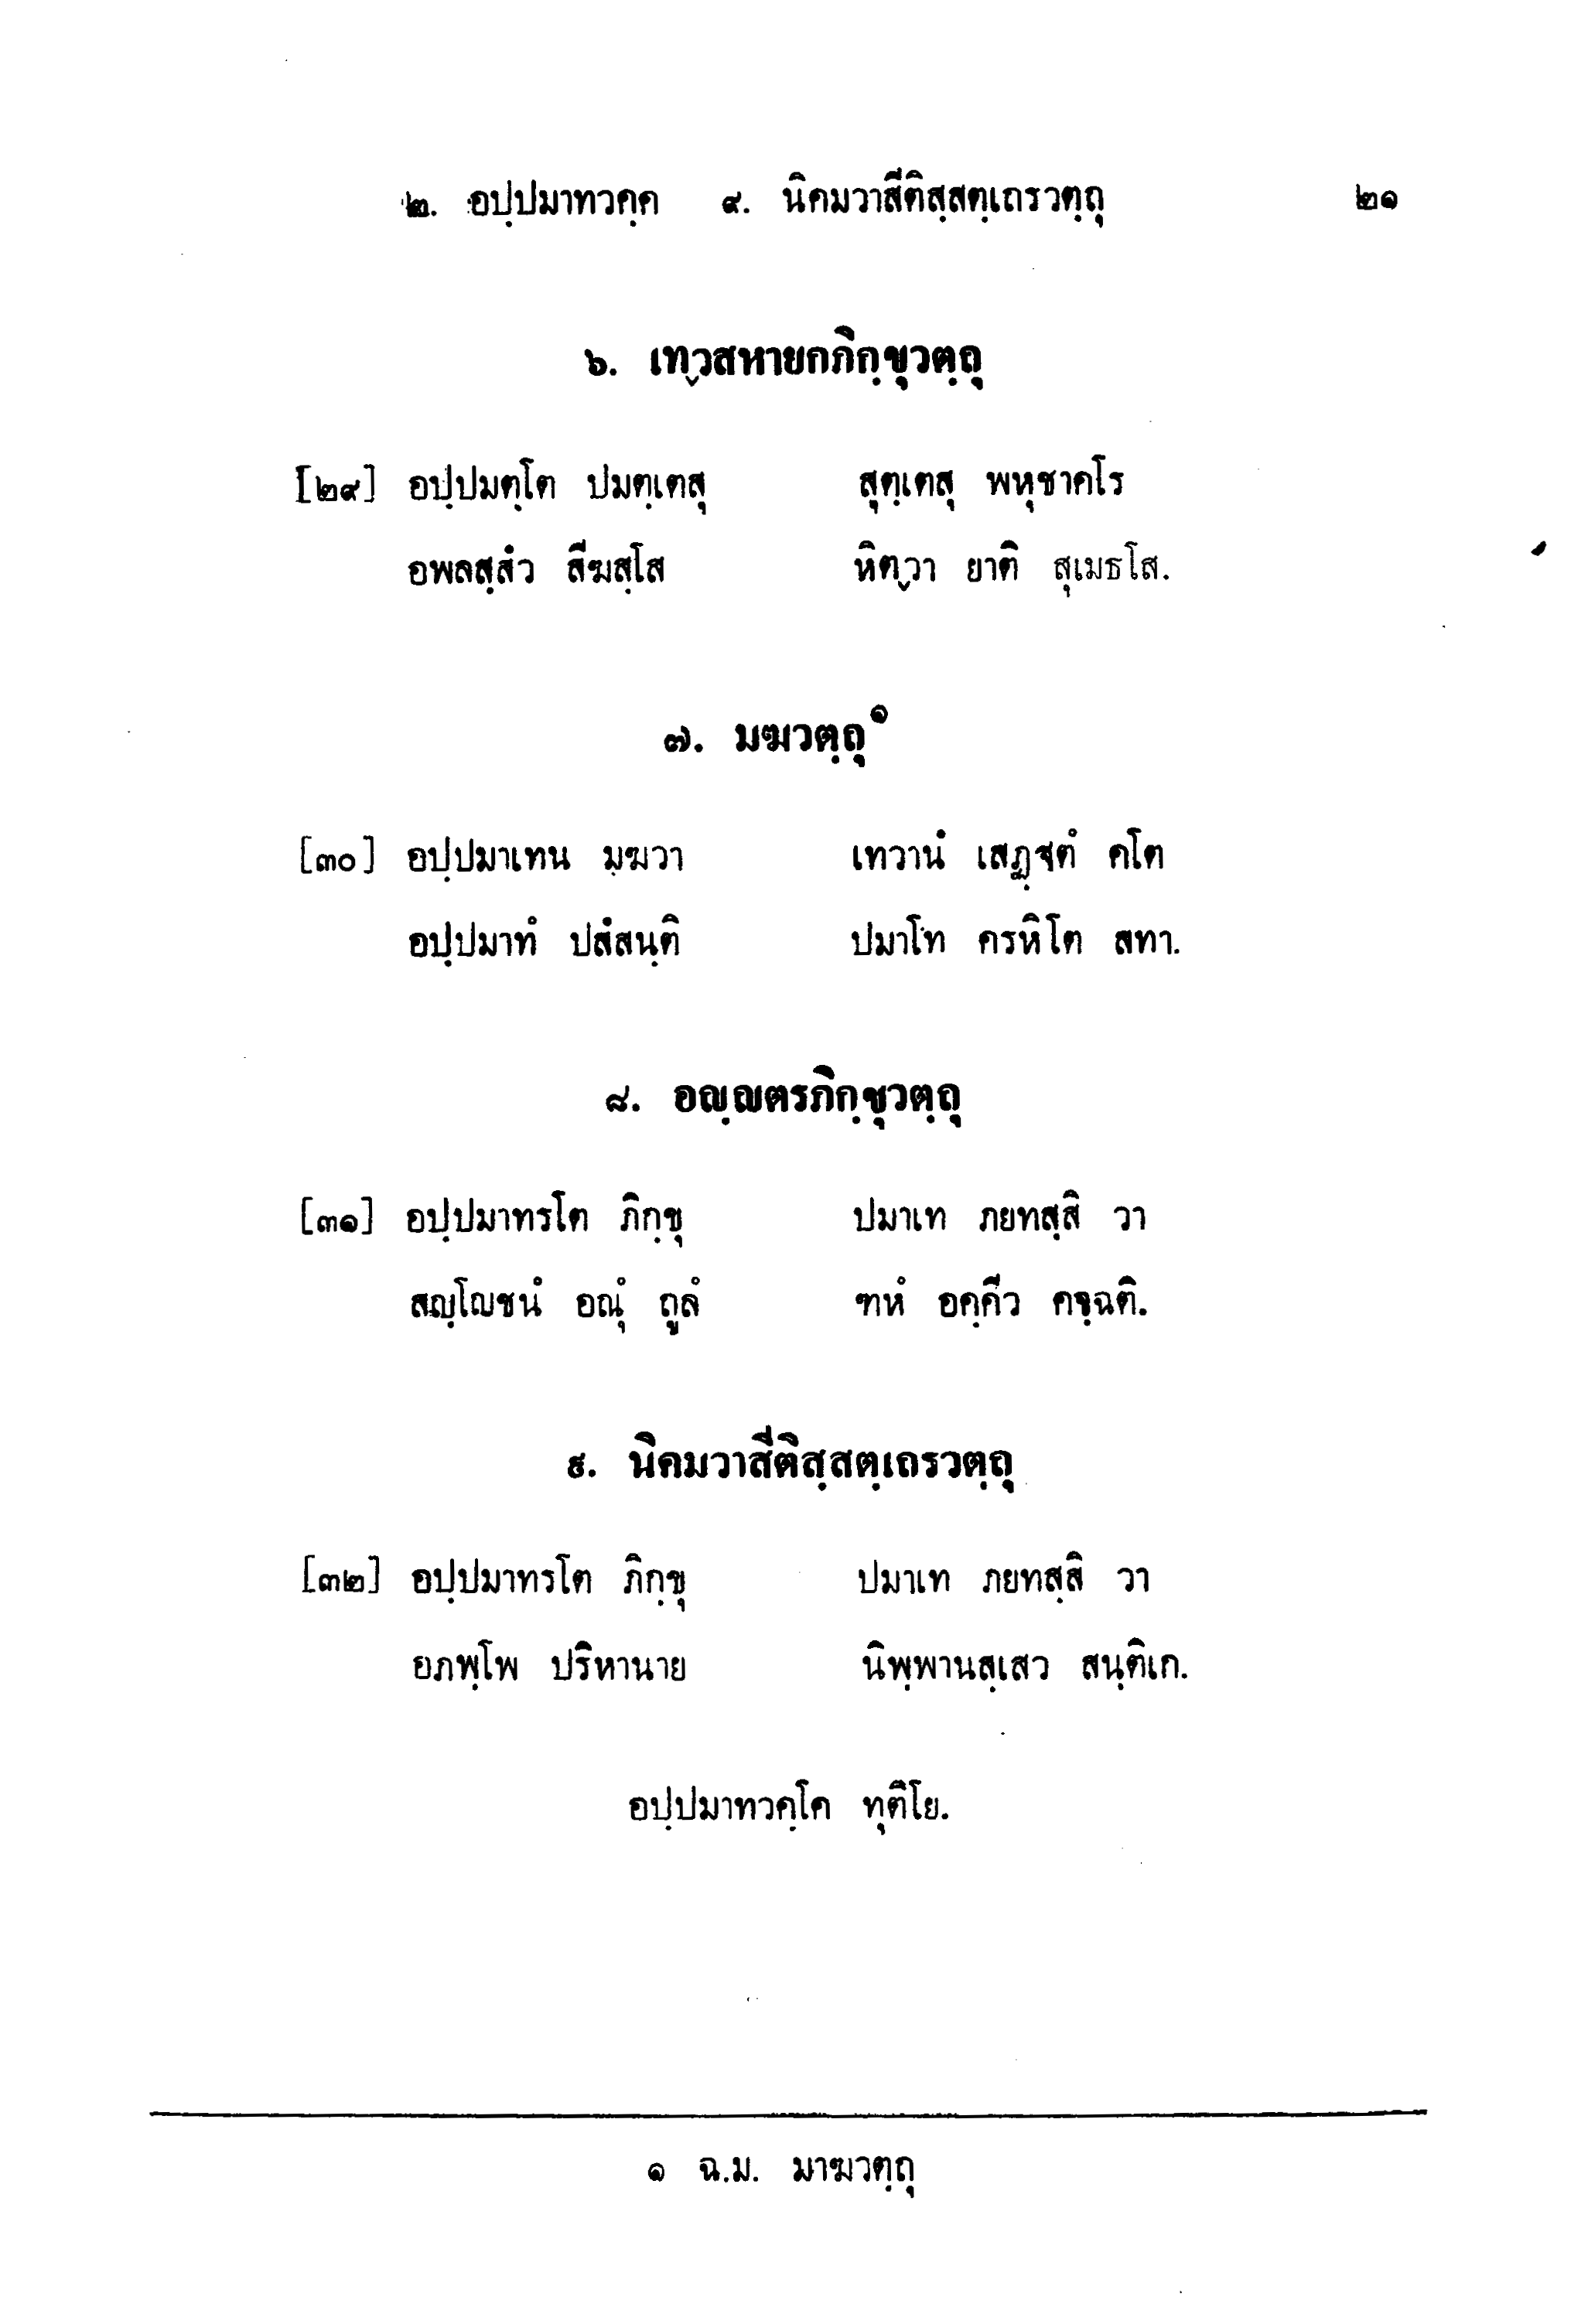 ๒. อปฺปมาทวคฺค ๙. นิคมวาสีติสฺสตฺเถรวตฺถุ ๒๑
๖. เทฺวสหายกภิกฺขุวตฺถุ
[๒๙] อปฺปมตฺโต ปมตฺเตสุ สุตฺเตสุ พหุชาคโร
อพลสฺสํว สีฆสฺโส หิตฺวา ยาติ สุเมธโส.
๗. มฆวตฺถุ๑
[๓๐] อปฺปมาเทน มฆวา เทวานํ เสฏฺฐตํ คโต
อปฺปมาทํ ปสํสนฺติ ปมาโท ครหิโต สทา.
๘. อญฺญตรภิกฺขุวตฺถุ
[๓๑] อปฺปมาทรโต ภิกฺขุ ปมาเท ภยทสฺสิ วา
สญฺโญชนํ อณุํ ถูลํ ฑหํ อคฺคีว คจฺฉติ.
๙. นิคมวาสีติสฺสตฺเถรวตฺถุ
[๓๒] อปฺปมาทรโต ภิกฺขุ ปมาเท ภยทสฺสิ วา
อภพฺโพ ปริหานาย นิพฺพานสฺเสว สนฺติเก.
อปฺปมาทวคฺโค ทุติโย.
๑ ฉ.ม. มาฆวตฺถุ